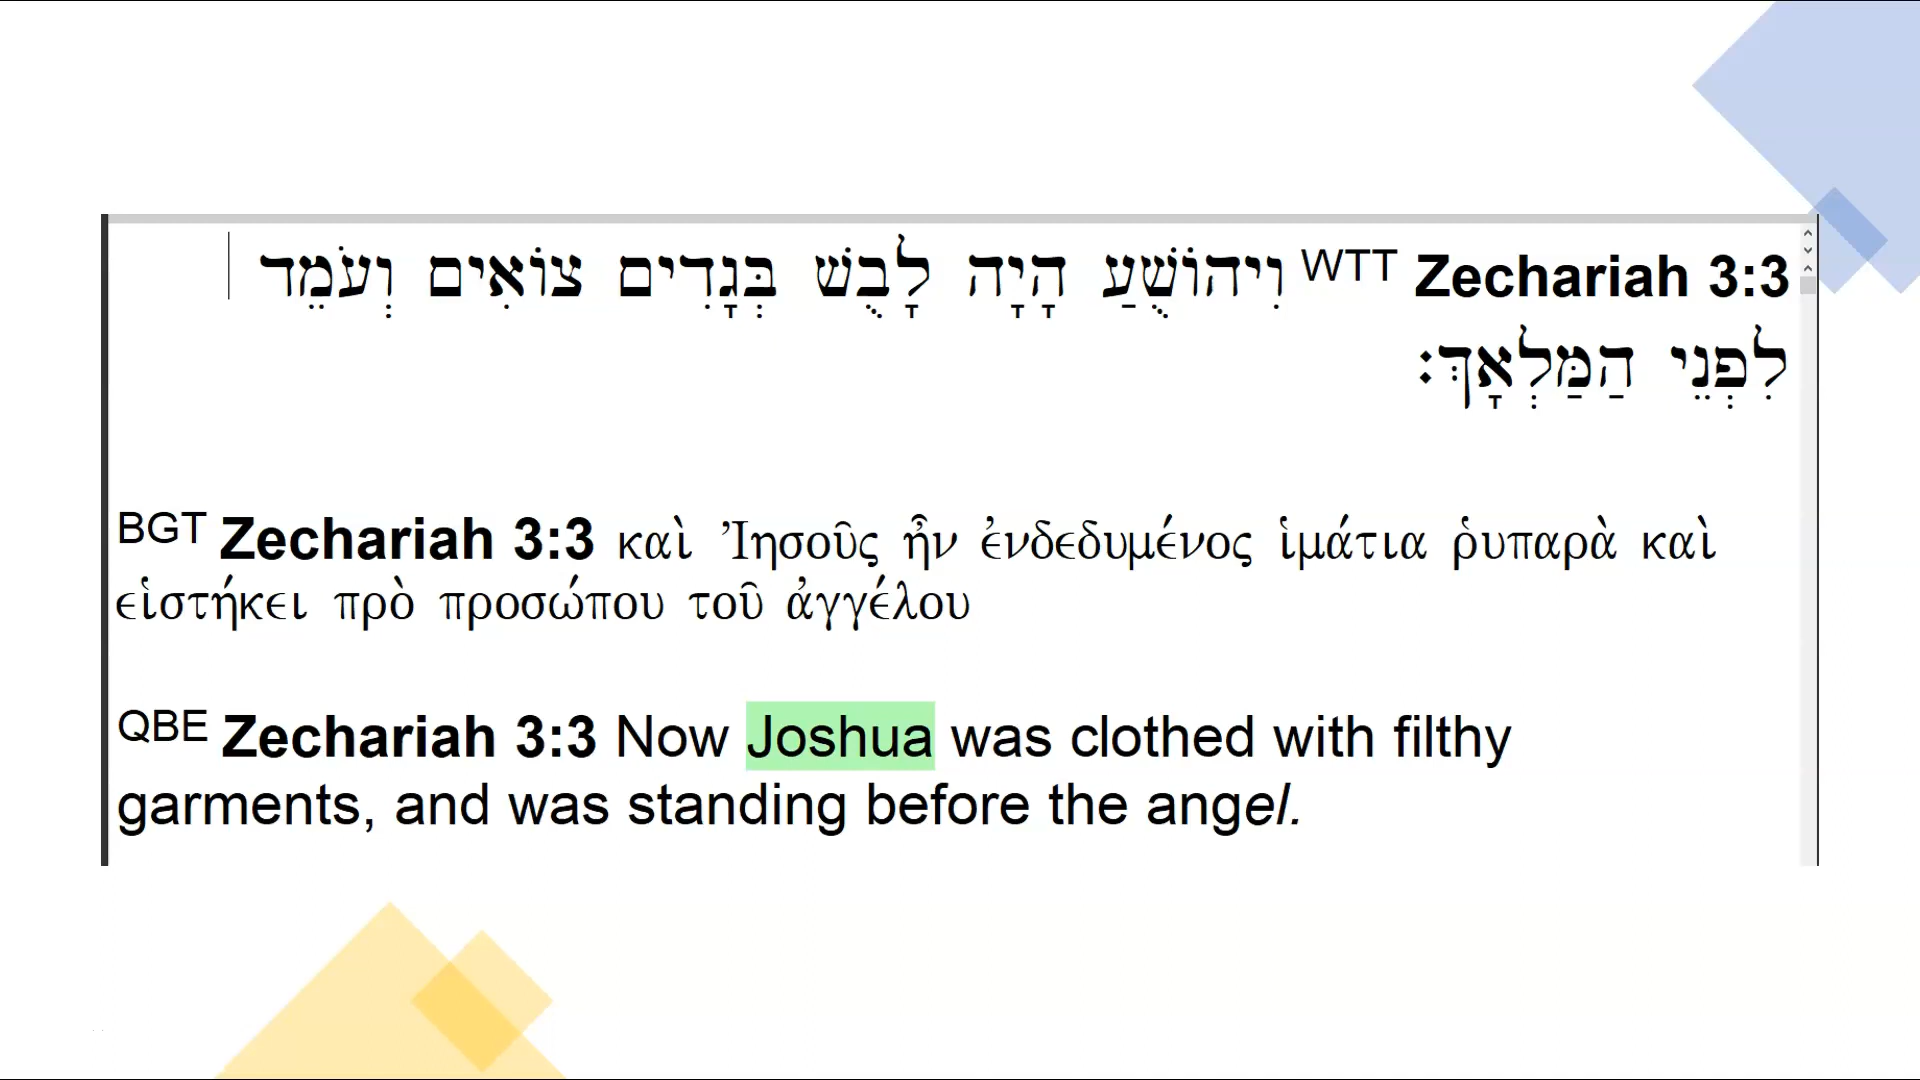 WTT Zechariah 3:3 וִיהוֹשֻׁעַ הָיָה לָבֻשׁ בְּגָדִים צוֹאִים וְעֹמֵד
לִפְנֵי הַמַּלְאָךְ׃
BGT Zechariah 3:3 καὶ Ἰησοῦς ἦν ἐνδεδυμένος ἱμάτια ῥυπαρὰ καὶ
εἱστήκει πρὸ προσώπου τοῦ ἀγγέλου
QBE Zechariah 3:3 Now Joshua was clothed with filthy
garments, and was standing before the angel.